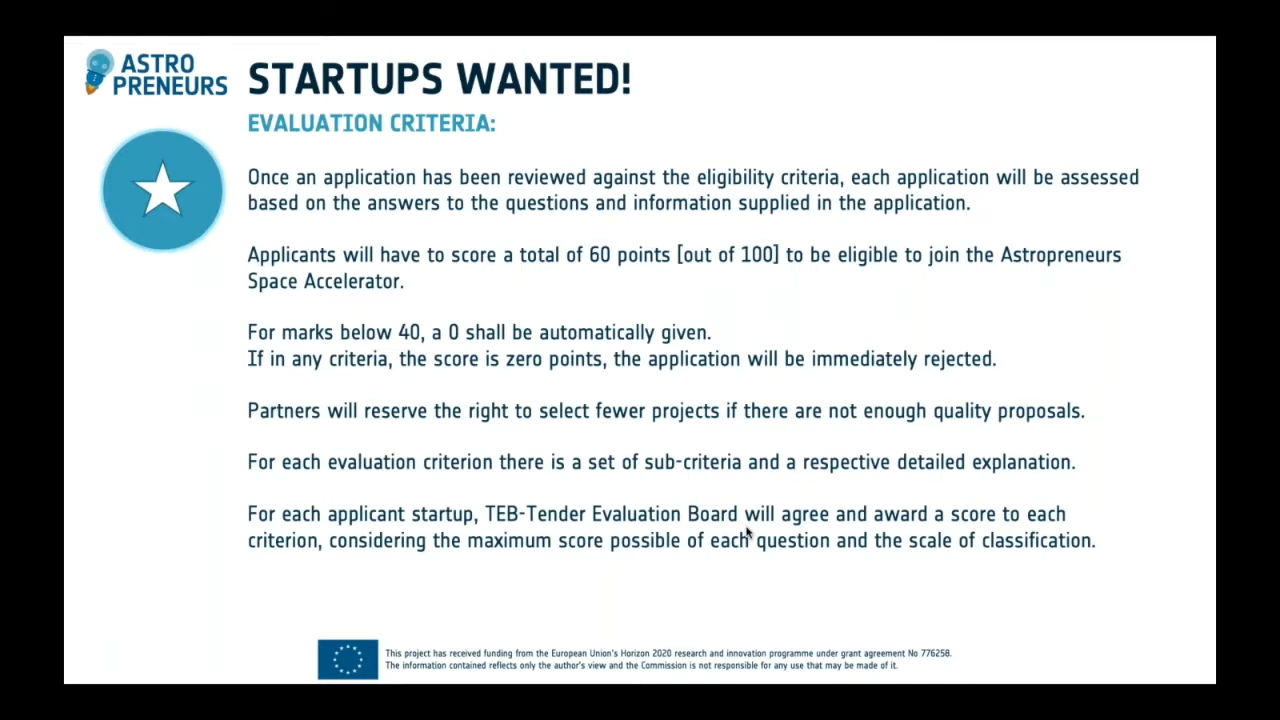 ASTRO
PRENEURS
STARTUPS WANTED!
EVALUATION CRITERIA:
Once an application has been reviewed against the eligibility criteria, each application will be assessed
based on the answers to the questions and information supplied in the application.
Applicants will have to score a total of 60 points [out of 100] to be eligible to join the Astropreneurs
Space Accelerator.
For marks below 40, a 0 shall be automatically given.
If in any criteria, the score is zero points, the application will be immediately rejected.
Partners will reserve the right to select fewer projects if there are not enough quality proposals.
For each evaluation criterion there is a set of sub-criteria and a respective detailed explanation.
For each applicant startup, TEB-Tender Evaluation Board will agree and award a score to each
criterion, considering the maximum score possible of each question and the scale of classification.
This project has received funding from the European Union's Horizon 2020 research and innovation programme under grant agreement No 776258.
The information contained reflects only the author's view and the Commission is not responsible for any use that may be made of it.